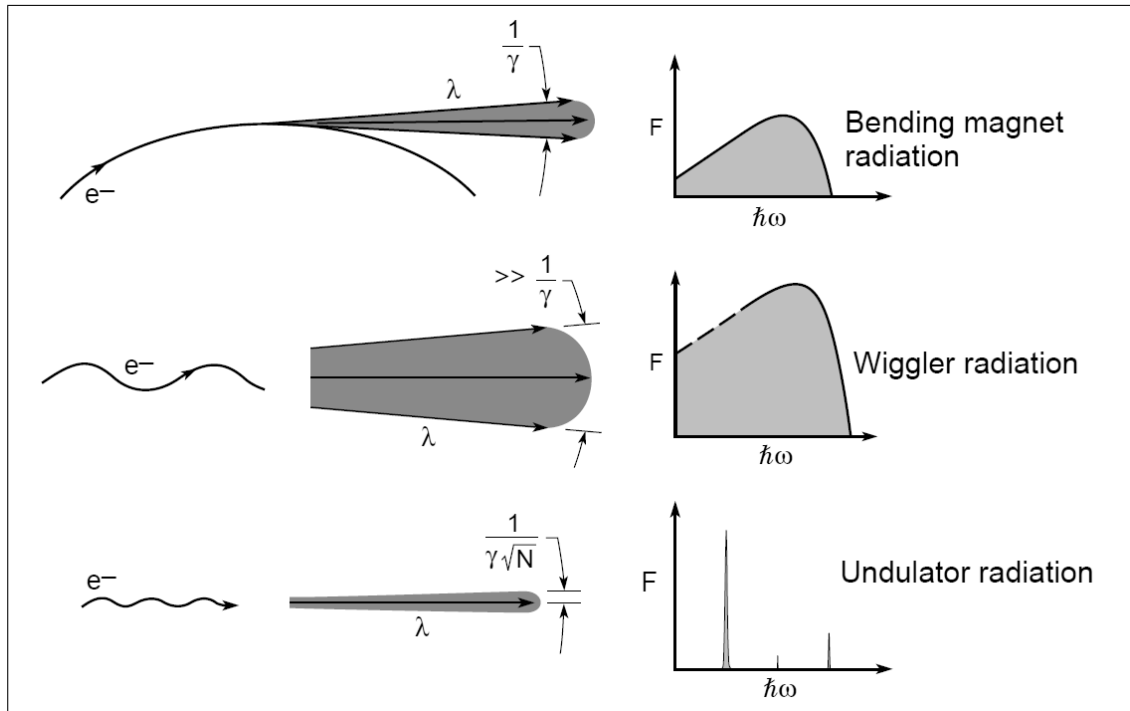 1
γ
λ
e–
F
ħω
Bending magnet
radiation
>> 1
γ
e–
λ
F
ħω
Wiggler radiation
1
γ√N
e–
λ
F
ħω
Undulator radiation